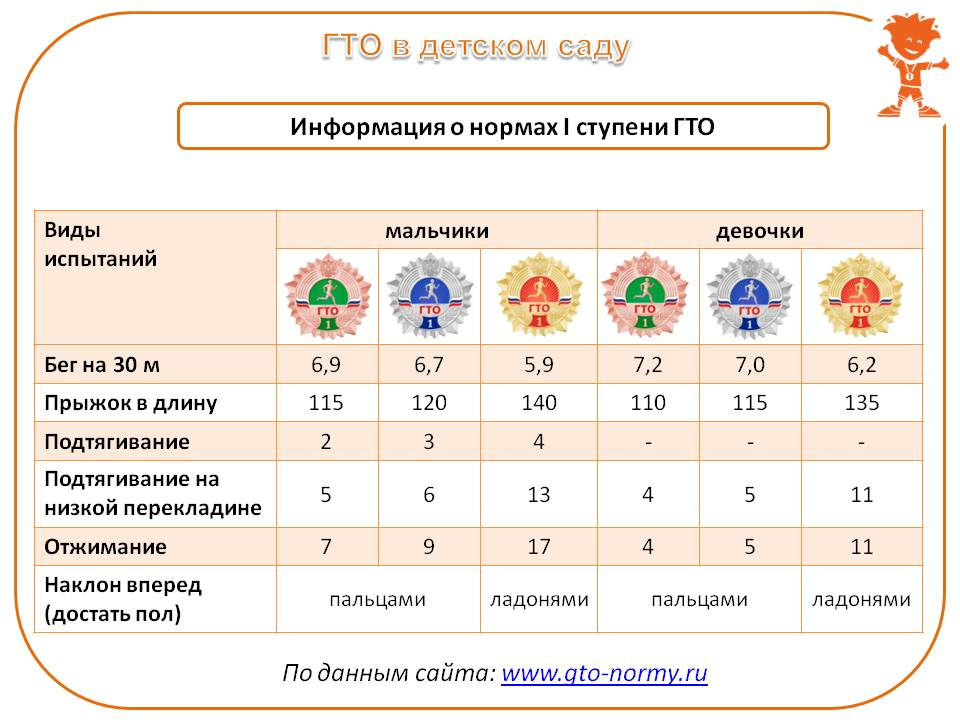 ГТО в детском саду
Информация о нормах I ступени ГТО
Виды
испытаний
мальчики
девочки
ГТО
1
ГТО
1
ГТО
1
ГТО
1
ГТО
1
ГТО
1
Бег на 30 м 6,9 6,7 5,9 7,2 7,0 6,2
Прыжок в длину 115 120 140 110 115 135
Подтягивание 2 3 4 - - -
Подтягивание на
низкой перекладине 5 6 13 4 5 11
Отжимание 7 9 17 4 5 11
Наклон вперед
(достать пол) пальцами ладонями пальцами ладонями
По данным сайта: www.gto-normy.ru